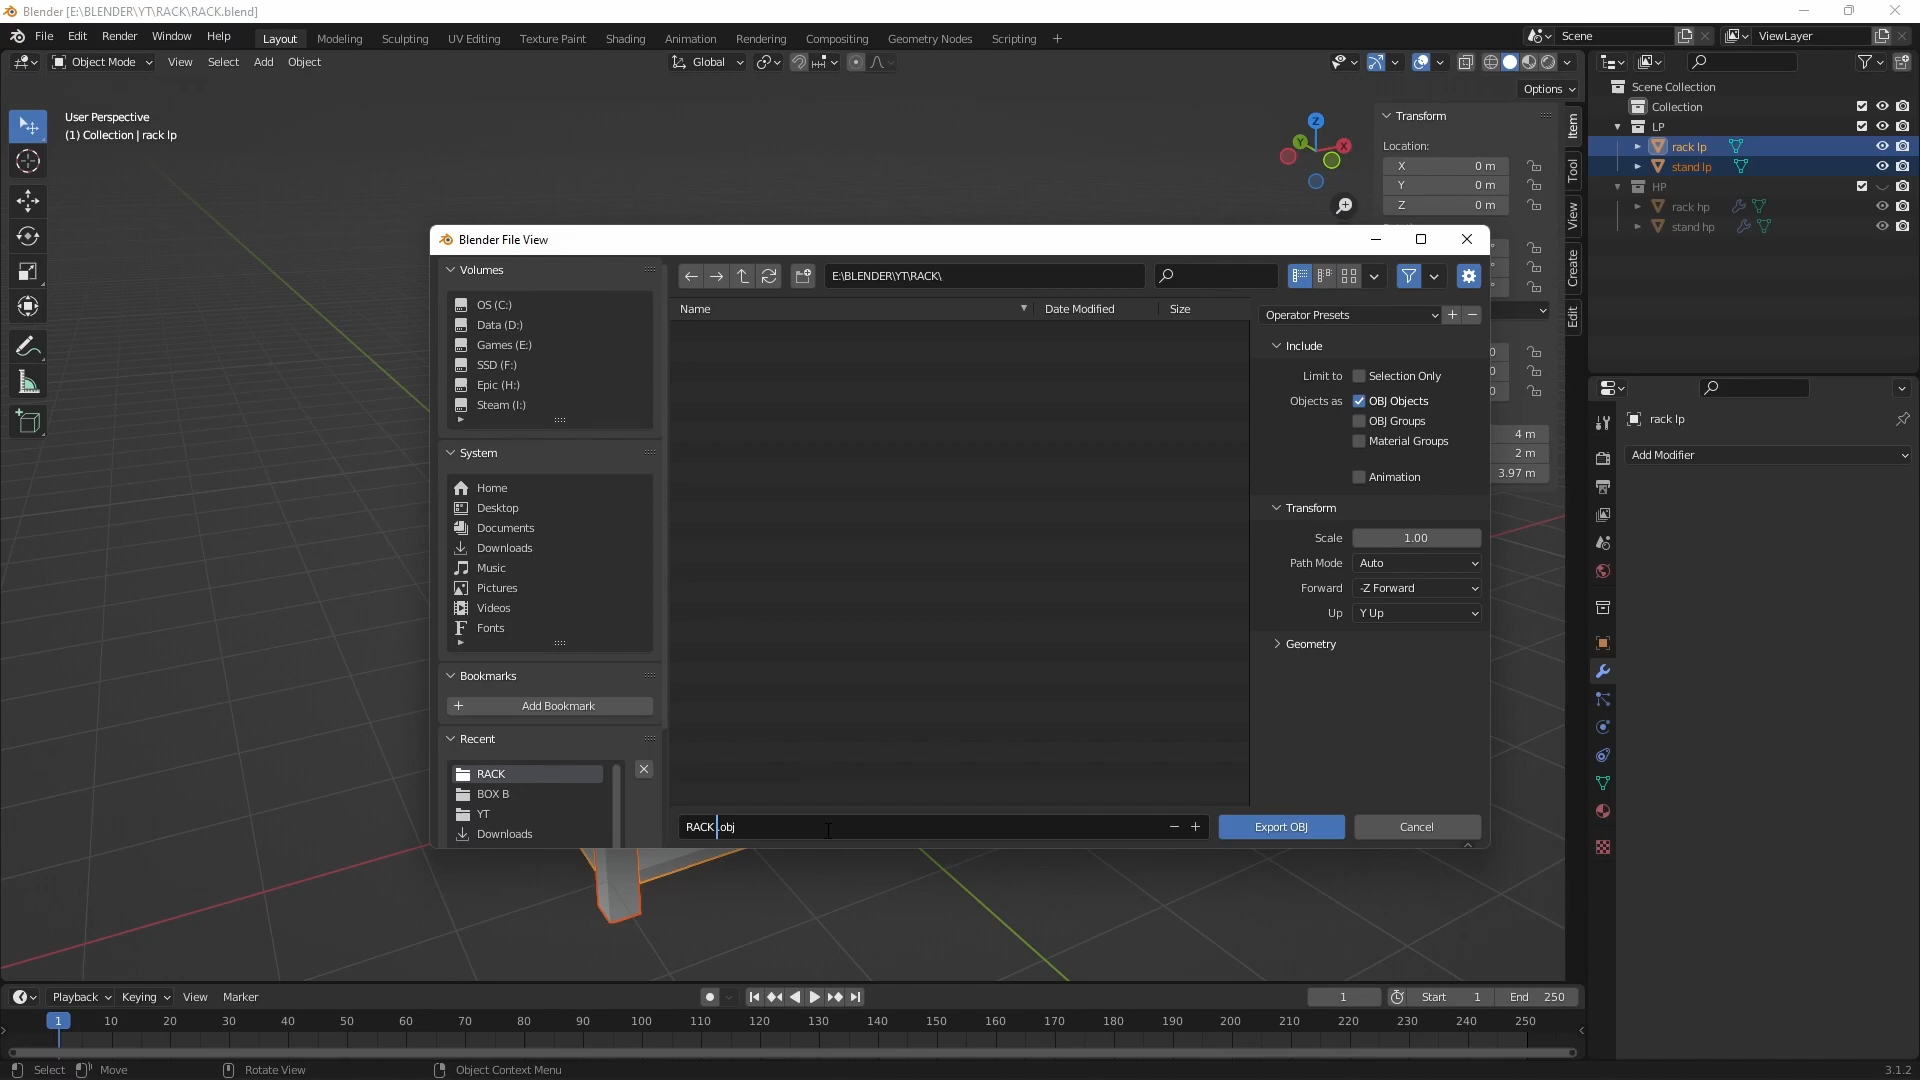 Blender [E:\BLENDER\YT\RACK\RACK.blend]
File Edit Render Window Help Layout Modeling Sculpting UV Editing Texture Paint Shading Animation Rendering Compositing Geometry Nodes Scripting + Scene ViewLayer
Object Mode View Select Add Object Global
Options
User Perspective
(1) Collection | rack lp
Z
Y
X
Transform
Location:
X 0 m
Y 0 m
Z 0 m
Item
Tool
View
Create
Edit
4 m
2 m
3.97 m
Scene Collection
Collection
LP
rack lp
stand lp
HP
rack hp
stand hp
rack lp
Add Modifier
Blender File View
Volumes
OS (C:)
Data (D:)
Games (E:)
SSD (F:)
Epic (H:)
Steam (I:)
System
Home
Desktop
Documents
Downloads
Music
Pictures
Videos
Fonts
Bookmarks
+ Add Bookmark
Recent
RACK
BOX B
YT
Downloads
E:\BLENDER\YT\RACK\
Name Date Modified Size
RACK .obj
Export OBJ Cancel
Operator Presets
Include
Limit to Selection Only
Objects as OBJ Objects
OBJ Groups
Material Groups
Animation
Transform
Scale 1.00
Path Mode Auto
Forward -Z Forward
Up Y Up
Geometry
Playback Keying View Marker 1 Start 1 End 250
1 10 20 30 40 50 60 70 80 90 100 110 120 130 140 150 160 170 180 190 200 210 220 230 240 250
Select Move Rotate View Object Context Menu 3.1.2